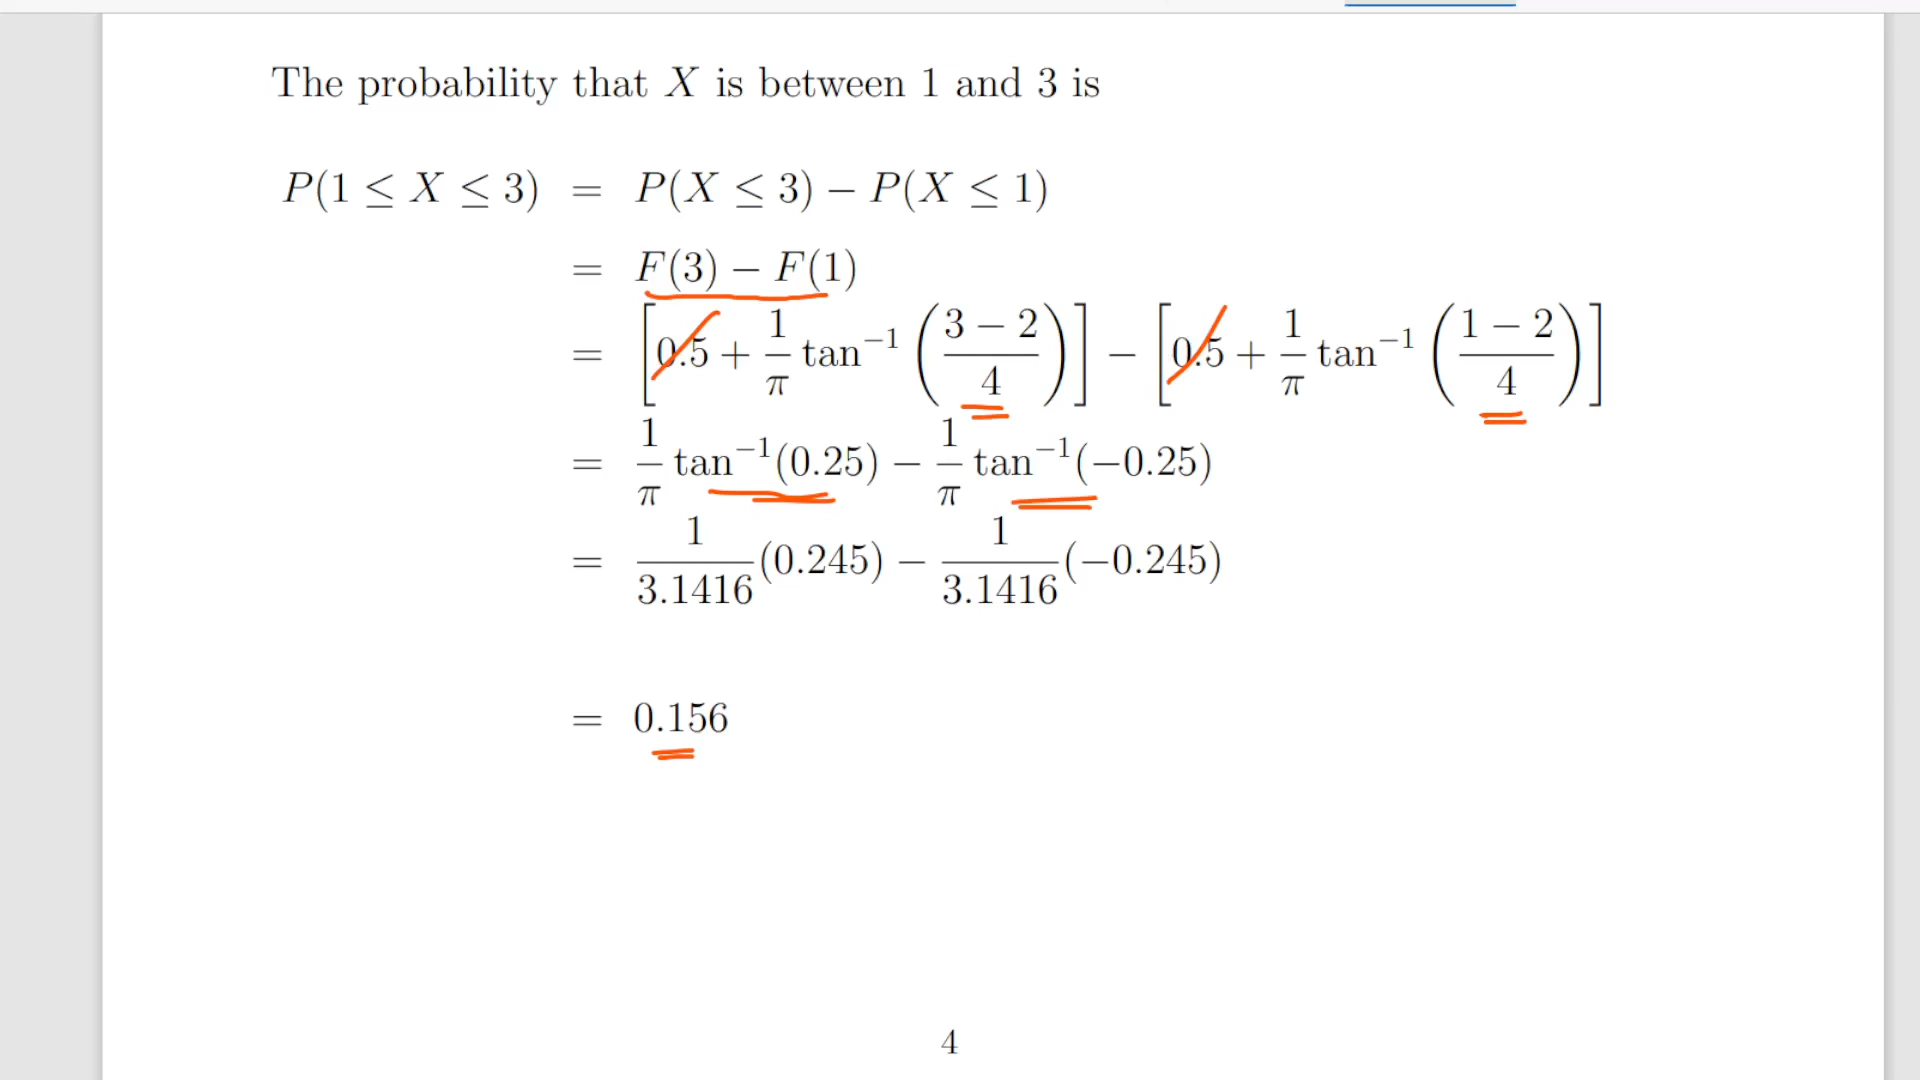 The probability that X is between 1 and 3 is
P(1 ≤ X ≤ 3) = P(X ≤ 3) − P(X ≤ 1)
= F(3) − F(1)
= [0.5 + 1/π tan⁻¹ ((3 − 2)/4)] − [0.5 + 1/π tan⁻¹ ((1 − 2)/4)]
= 1/π tan⁻¹(0.25) − 1/π tan⁻¹(−0.25)
= 1/3.1416 (0.245) − 1/3.1416 (−0.245)
= 0.156
4